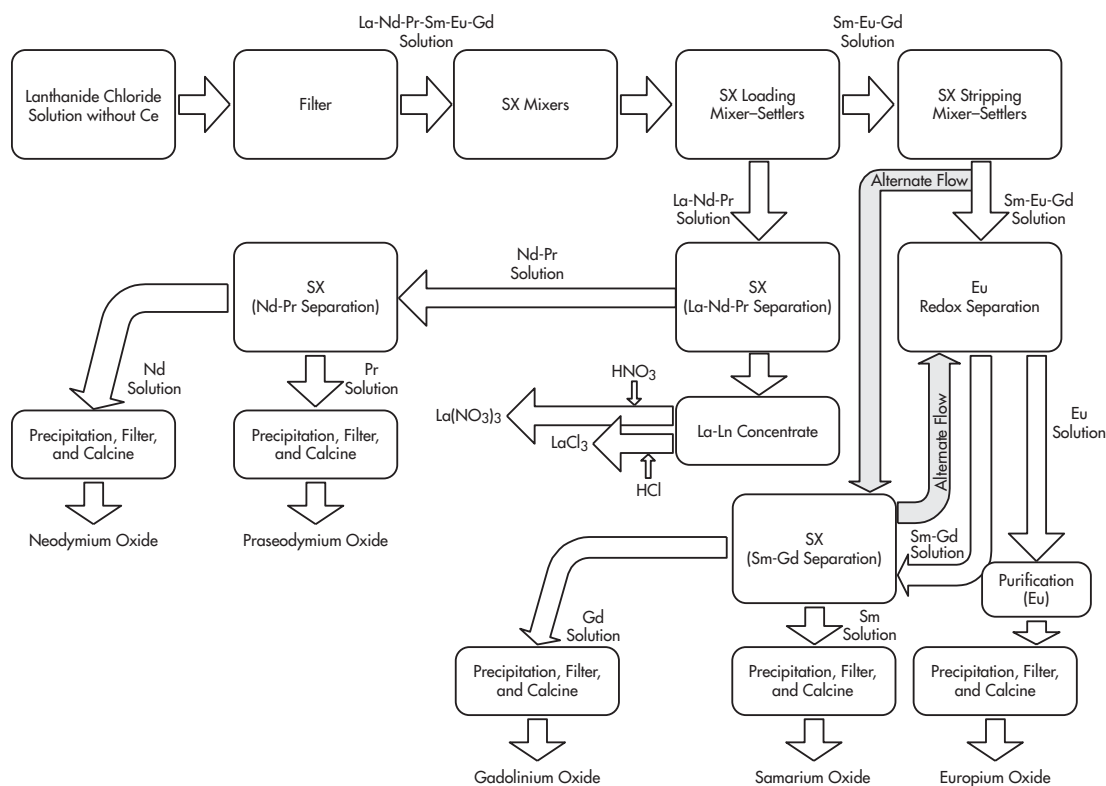 La-Nd-Pr-Sm-Eu-Gd
Solution
Sm-Eu-Gd
Solution
Lanthanide Chloride
Solution without Ce
Filter
SX Mixers
SX Loading
Mixer–Settlers
SX Stripping
Mixer–Settlers
Alternate Flow
La-Nd-Pr
Solution
Sm-Eu-Gd
Solution
Nd-Pr
Solution
SX
(Nd-Pr Separation)
SX
(La-Nd-Pr Separation)
Eu
Redox Separation
Nd
Solution
Pr
Solution
HNO3
La(NO3)3
LaCl3
HCl
La-Ln Concentrate
Alternate Flow
Eu
Solution
Precipitation, Filter,
and Calcine
Precipitation, Filter,
and Calcine
Neodymium Oxide
Praseodymium Oxide
SX
(Sm-Gd Separation)
Sm-Gd
Solution
Purification
(Eu)
Gd
Solution
Sm
Solution
Precipitation, Filter,
and Calcine
Precipitation, Filter,
and Calcine
Precipitation, Filter,
and Calcine
Gadolinium Oxide
Samarium Oxide
Europium Oxide